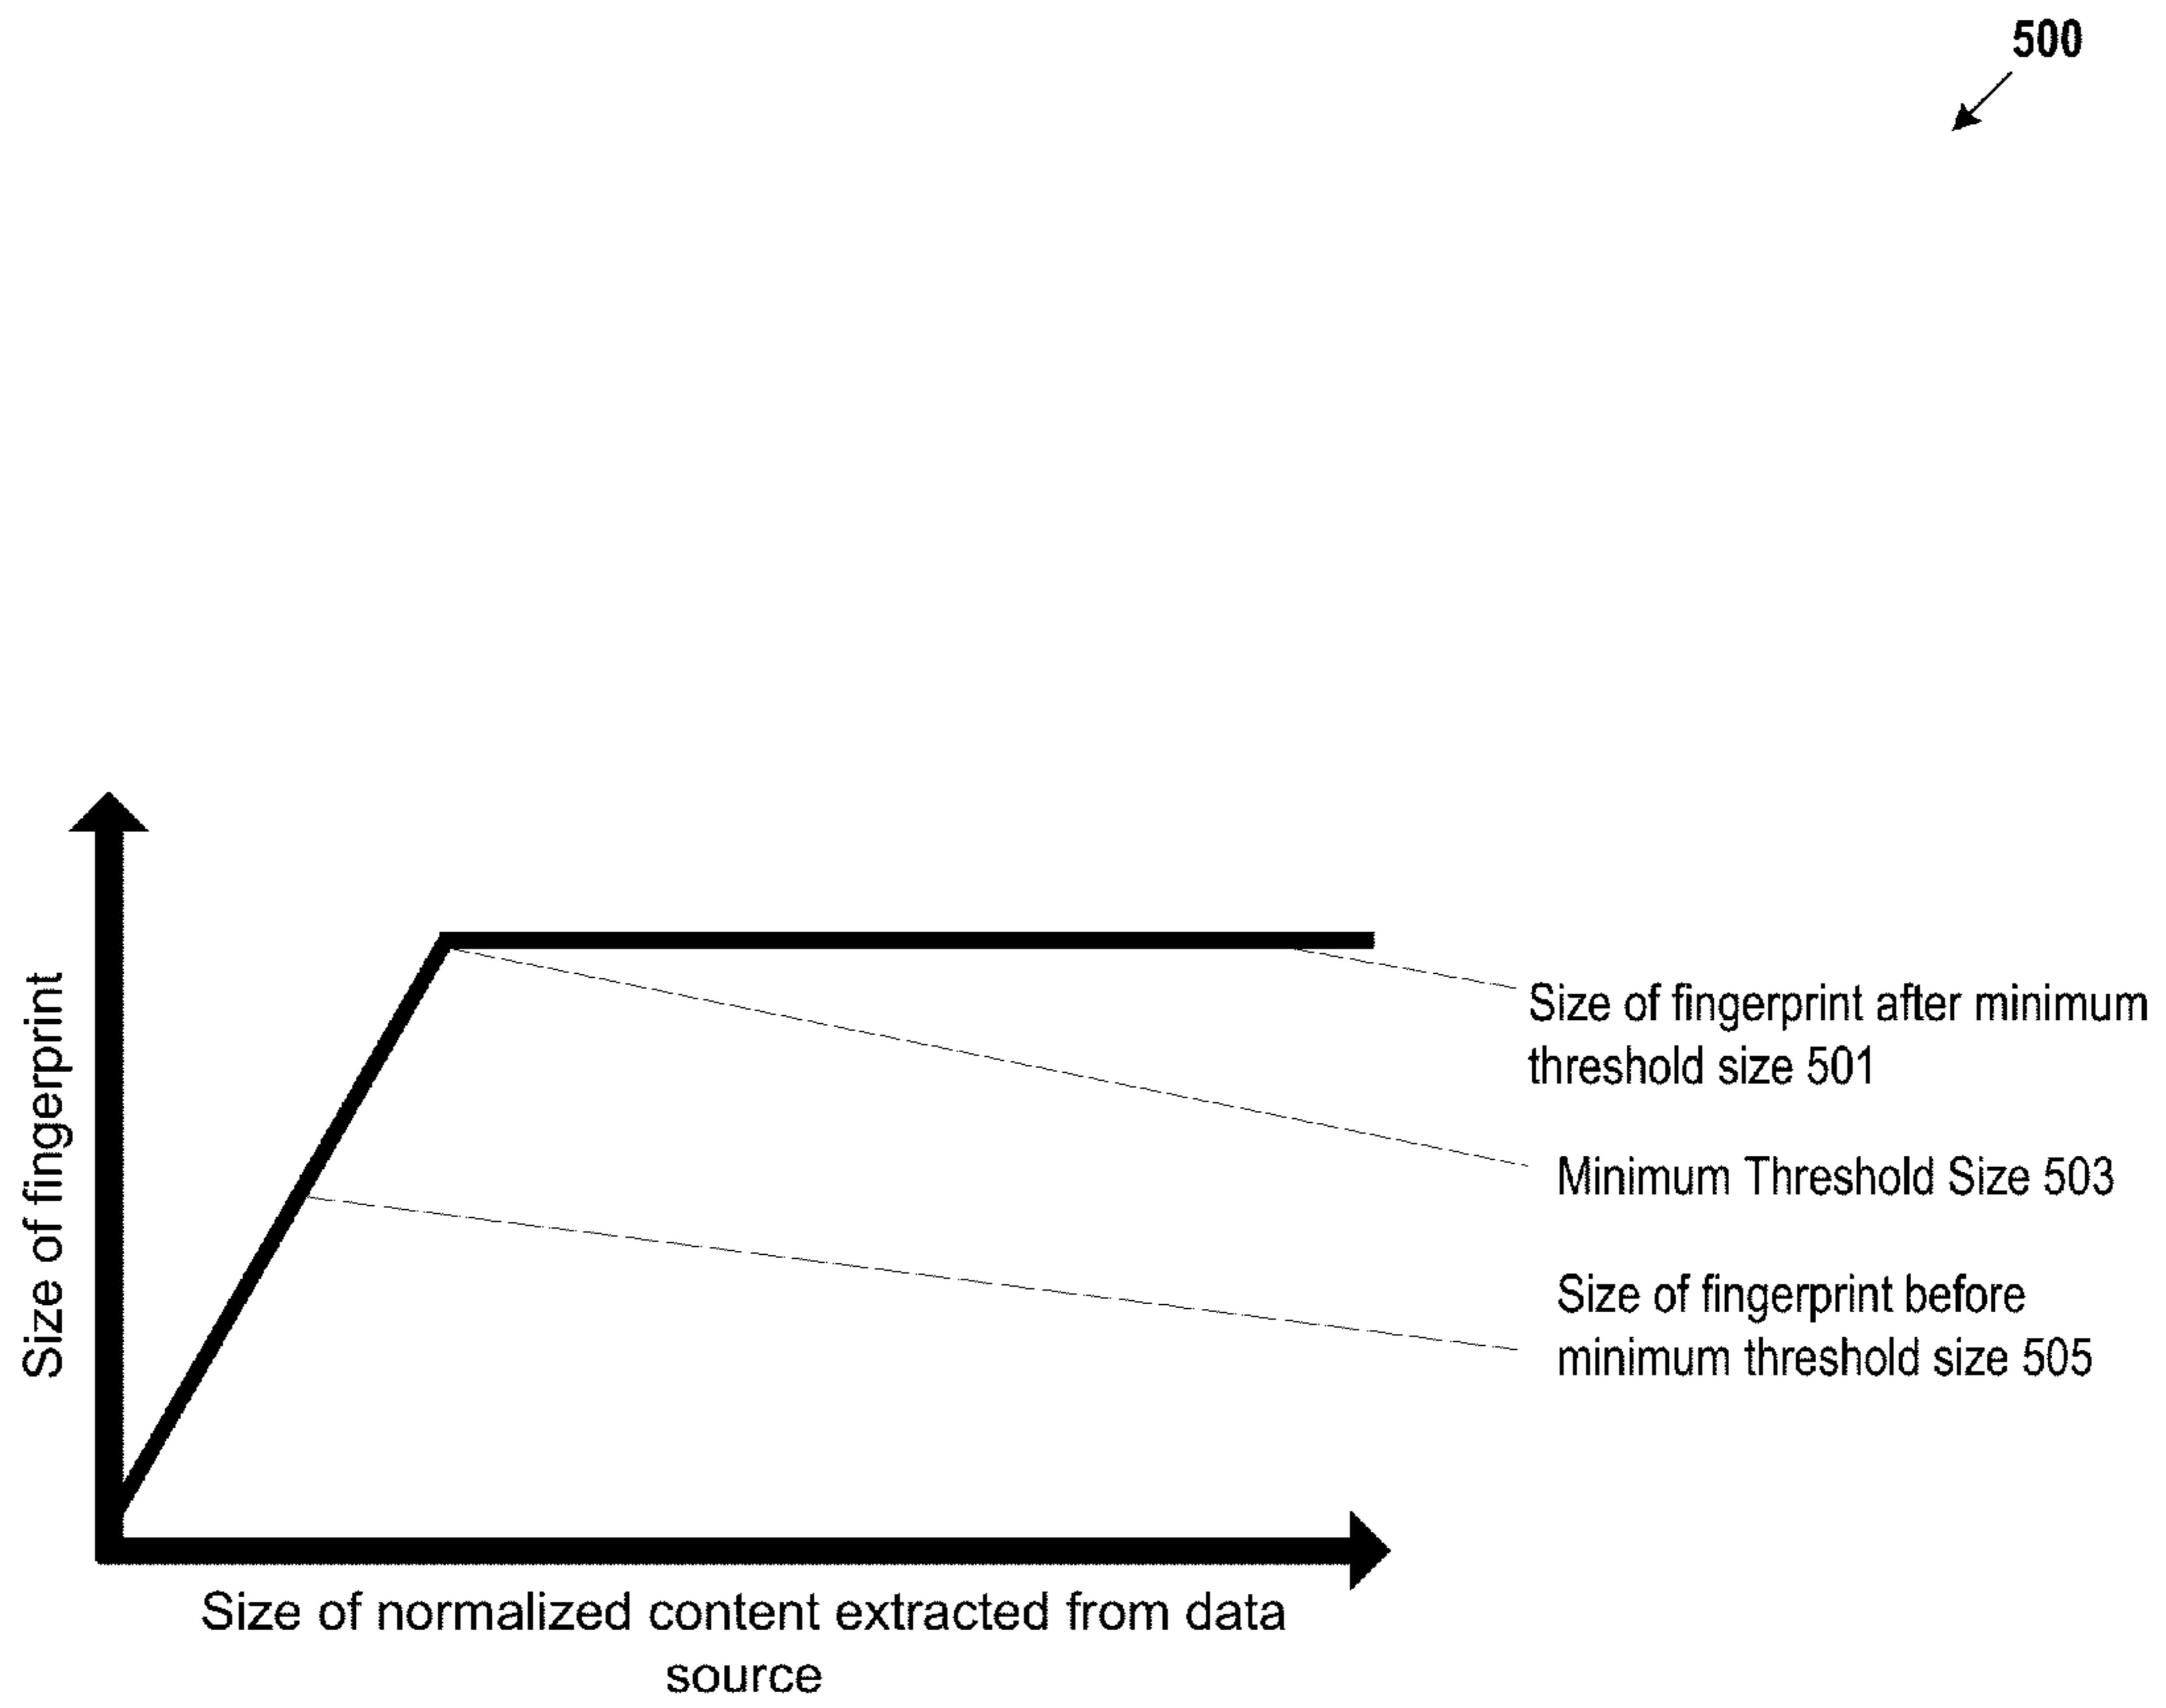 500
Size of fingerprint
Size of fingerprint after minimum
threshold size 501
Minimum Threshold Size 503
Size of fingerprint before
minimum threshold size 505
Size of normalized content extracted from data
source